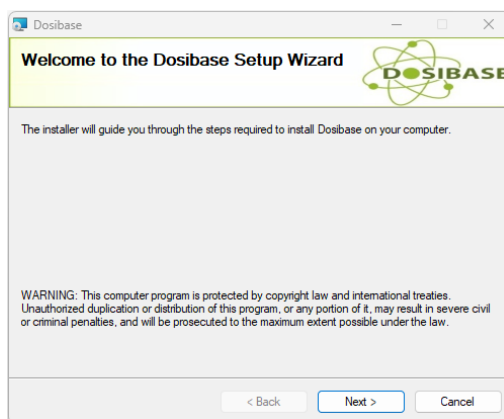 Dosibase
Welcome to the Dosibase Setup Wizard
DOSIBASE
The installer will guide you through the steps required to install Dosibase on your computer.
WARNING: This computer program is protected by copyright law and international treaties.
Unauthorized duplication or distribution of this program, or any portion of it, may result in severe civil
or criminal penalties, and will be prosecuted to the maximum extent possible under the law.
< Back
Next >
Cancel